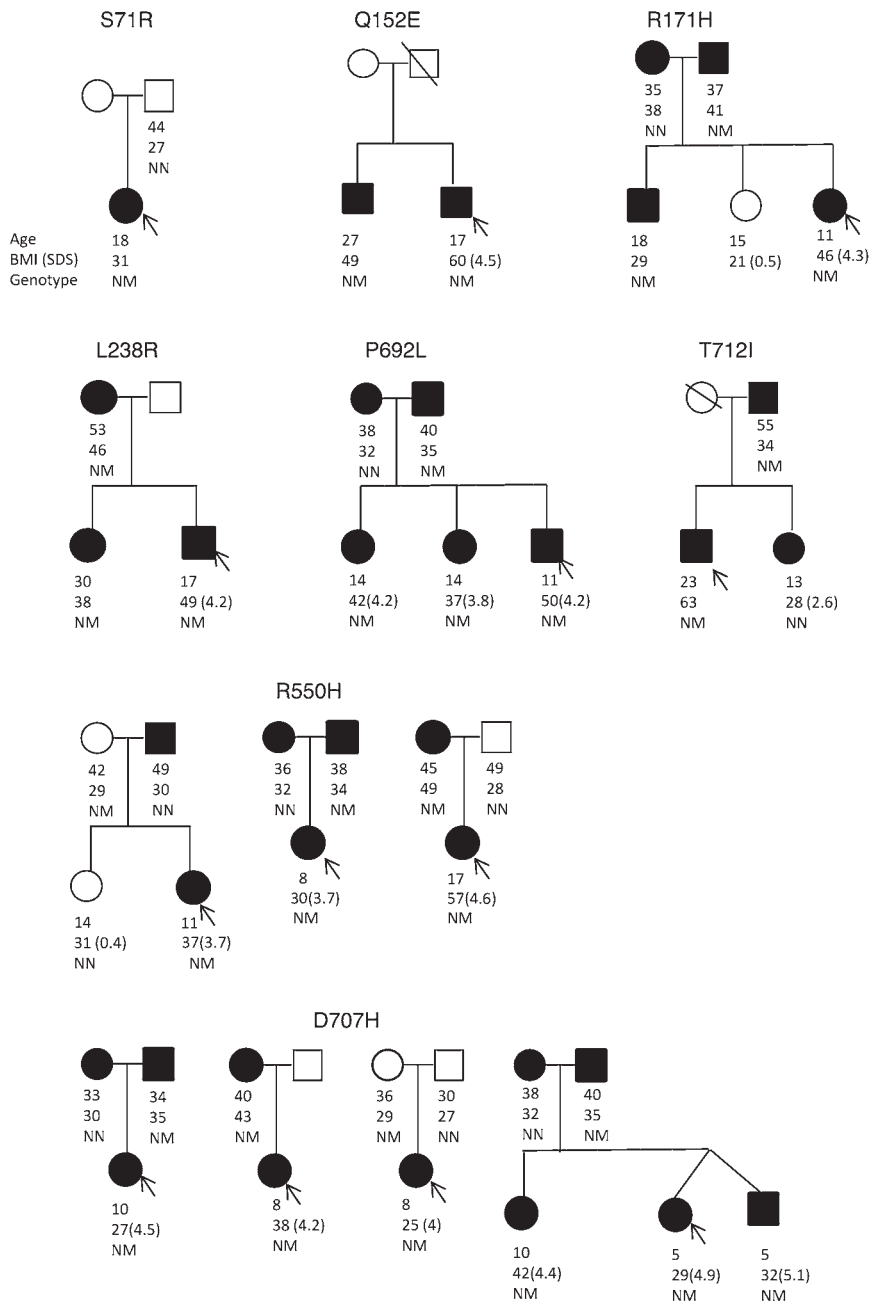 S71R Q152E R171H
44 35 37
27 38 41
NN NN NM
Age 18 27 17 18 15 11
BMI (SDS) 31 49 60 (4.5) 29 21 (0.5) 46 (4.3)
Genotype NM NM NM NM NM
L238R P692L T712I
53 38 40 55
46 32 35 34
NM NN NM NM
30 17 14 14 11 23 13
38 49 (4.2) 42(4.2) 37(3.8) 50(4.2) 63 28 (2.6)
NM NM NM NM NM NM NN
R550H
42 49 36 38 45 49
29 30 32 34 49 28
NM NN NN NM NM NN
8 17
30(3.7) 57(4.6)
NM NM
14 11
31 (0.4) 37(3.7)
NN NM
D707H
33 34 40 36 30 38 40
30 35 43 29 27 32 35
NN NM NM NM NN NN NM
10 8 8
27(4.5) 38 (4.2) 25 (4)
NM NM NM
10 5 5
42(4.4) 29(4.9) 32(5.1)
NM NM NM